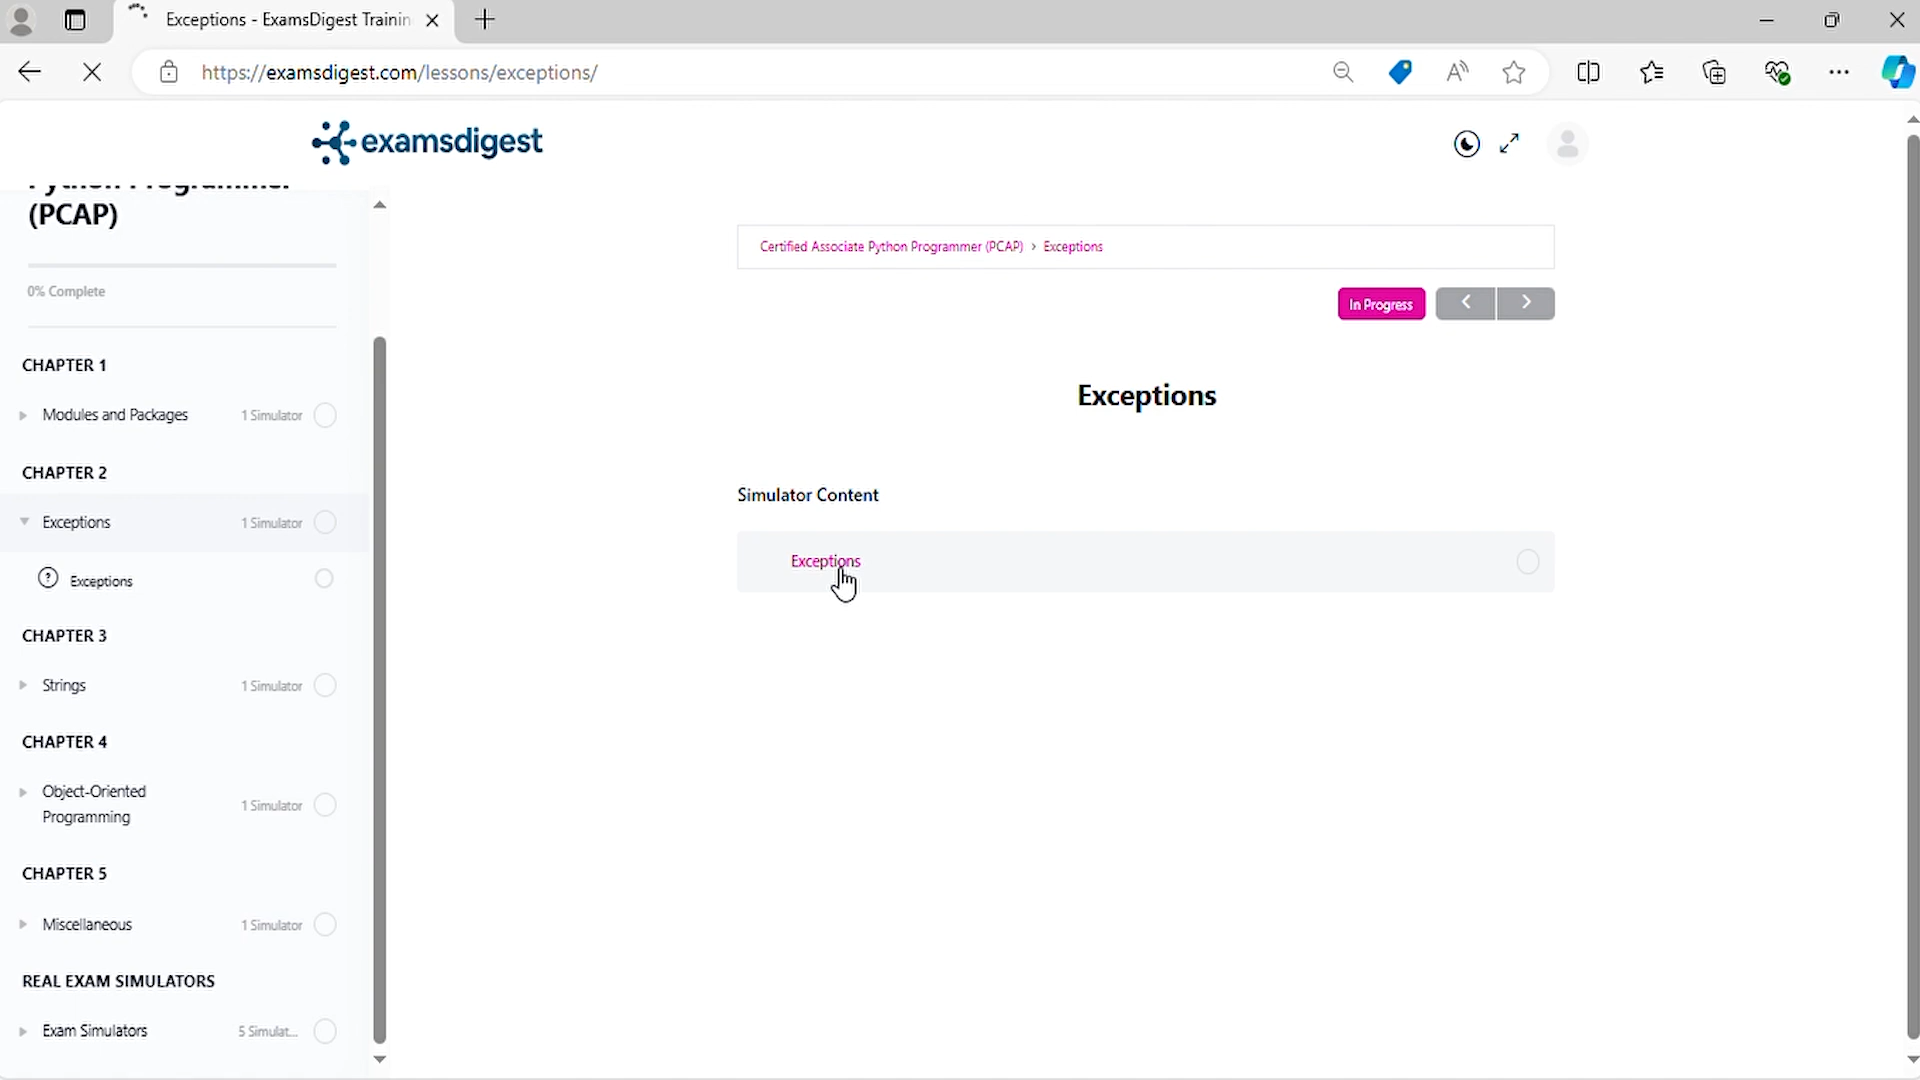 Exceptions - ExamsDigest Trainin
https://examsdigest.com/lessons/exceptions/
examsdigest
Python Programmer
(PCAP)
0% Complete
CHAPTER 1
Modules and Packages 1 Simulator
CHAPTER 2
Exceptions 1 Simulator
Exceptions
CHAPTER 3
Strings 1 Simulator
CHAPTER 4
Object-Oriented
Programming 1 Simulator
CHAPTER 5
Miscellaneous 1 Simulator
REAL EXAM SIMULATORS
Exam Simulators 5 Simulat...
Certified Associate Python Programmer (PCAP) > Exceptions
In Progress
Exceptions
Simulator Content
Exceptions